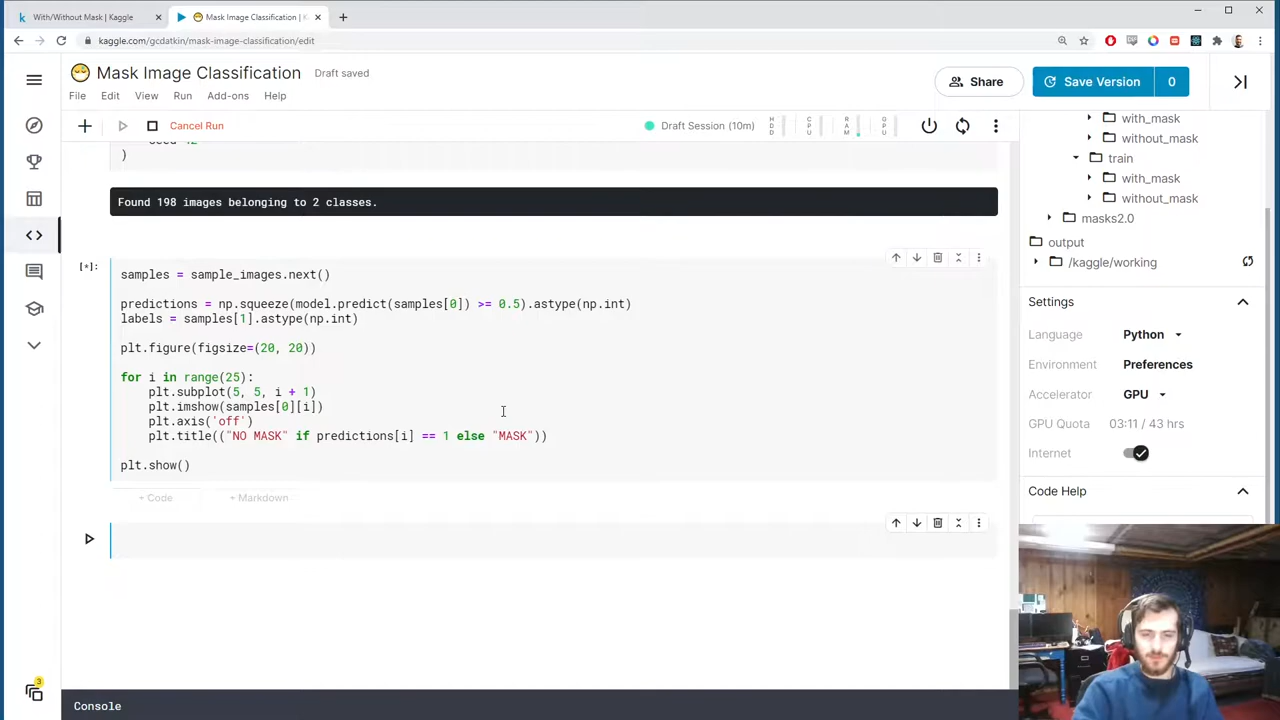 With/Without Mask | Kaggle
Mask Image Classification | K
kaggle.com/gcdatkin/mask-image-classification/edit
Mask Image Classification
Draft saved
Share
Save Version
0
File
Edit
View
Run
Add-ons
Help
Cancel Run
Draft Session (10m)
HDD
CPU
RAM
GPU
)
Found 198 images belonging to 2 classes.
[*]:
samples = sample_images.next()
predictions = np.squeeze(model.predict(samples[0]) >= 0.5).astype(np.int)
labels = samples[1].astype(np.int)
plt.figure(figsize=(20, 20))
for i in range(25):
plt.subplot(5, 5, i + 1)
plt.imshow(samples[0][i])
plt.axis('off')
plt.title(("NO MASK" if predictions[i] == 1 else "MASK"))
plt.show()
+ Code
+ Markdown
Console
3
with_mask
without_mask
train
with_mask
without_mask
masks2.0
output
/kaggle/working
Settings
Language
Python
Environment
Preferences
Accelerator
GPU
GPU Quota
03:11 / 43 hrs
Internet
Code Help